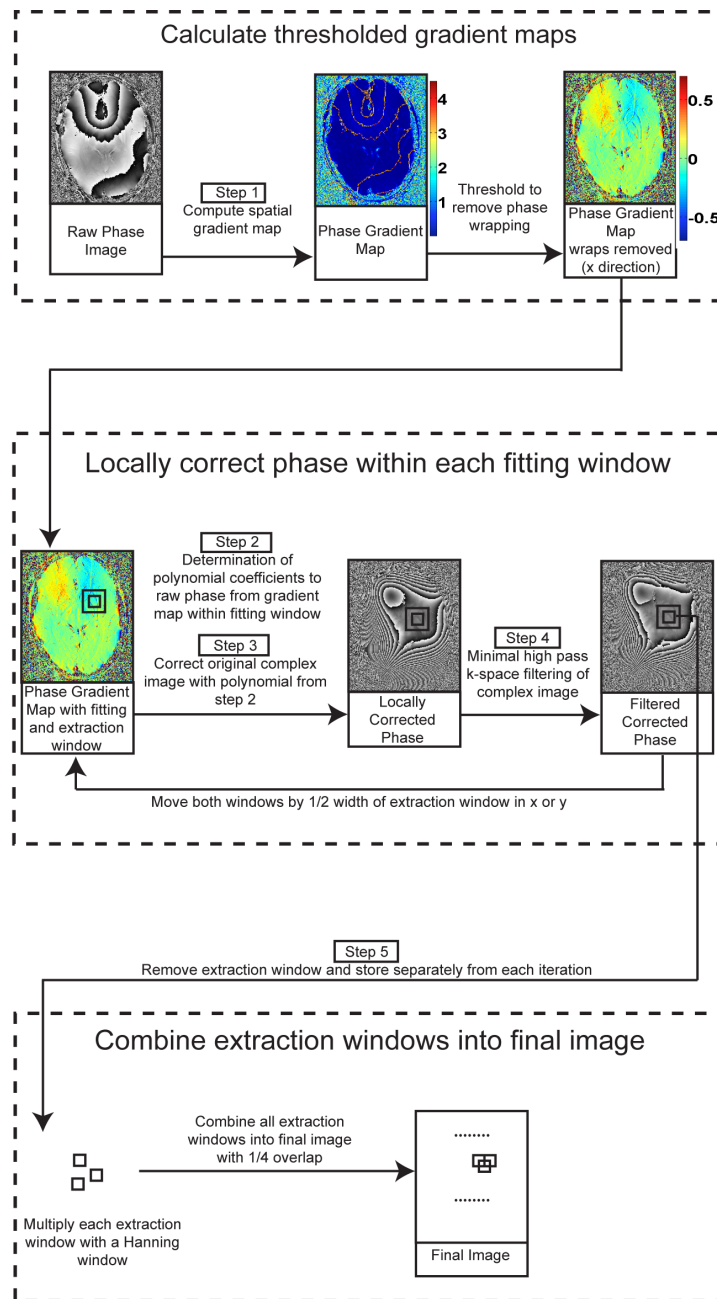 Calculate thresholded gradient maps
Raw Phase
Image
Step 1
Compute spatial
gradient map
4
3
2
1
Phase Gradient
Map
Threshold to
remove phase
wrapping
0.5
0
-0.5
Phase Gradient
Map
wraps removed
(x direction)
Locally correct phase within each fitting window
Phase Gradient
Map with fitting
and extraction
window
Step 2
Determination of
polynomial coefficients to
raw phase from gradient
map within fitting window
Step 3
Correct original complex
image with polynomial from
step 2
Locally
Corrected
Phase
Step 4
Minimal high pass
k-space filtering of
complex image
Filtered
Corrected
Phase
Move both windows by 1/2 width of extraction window in x or y
Step 5
Remove extraction window and store separately from each iteration
Combine extraction windows into final image
Multiply each extraction
window with a Hanning
window
Combine all extraction
windows into final image
with 1/4 overlap
Final Image